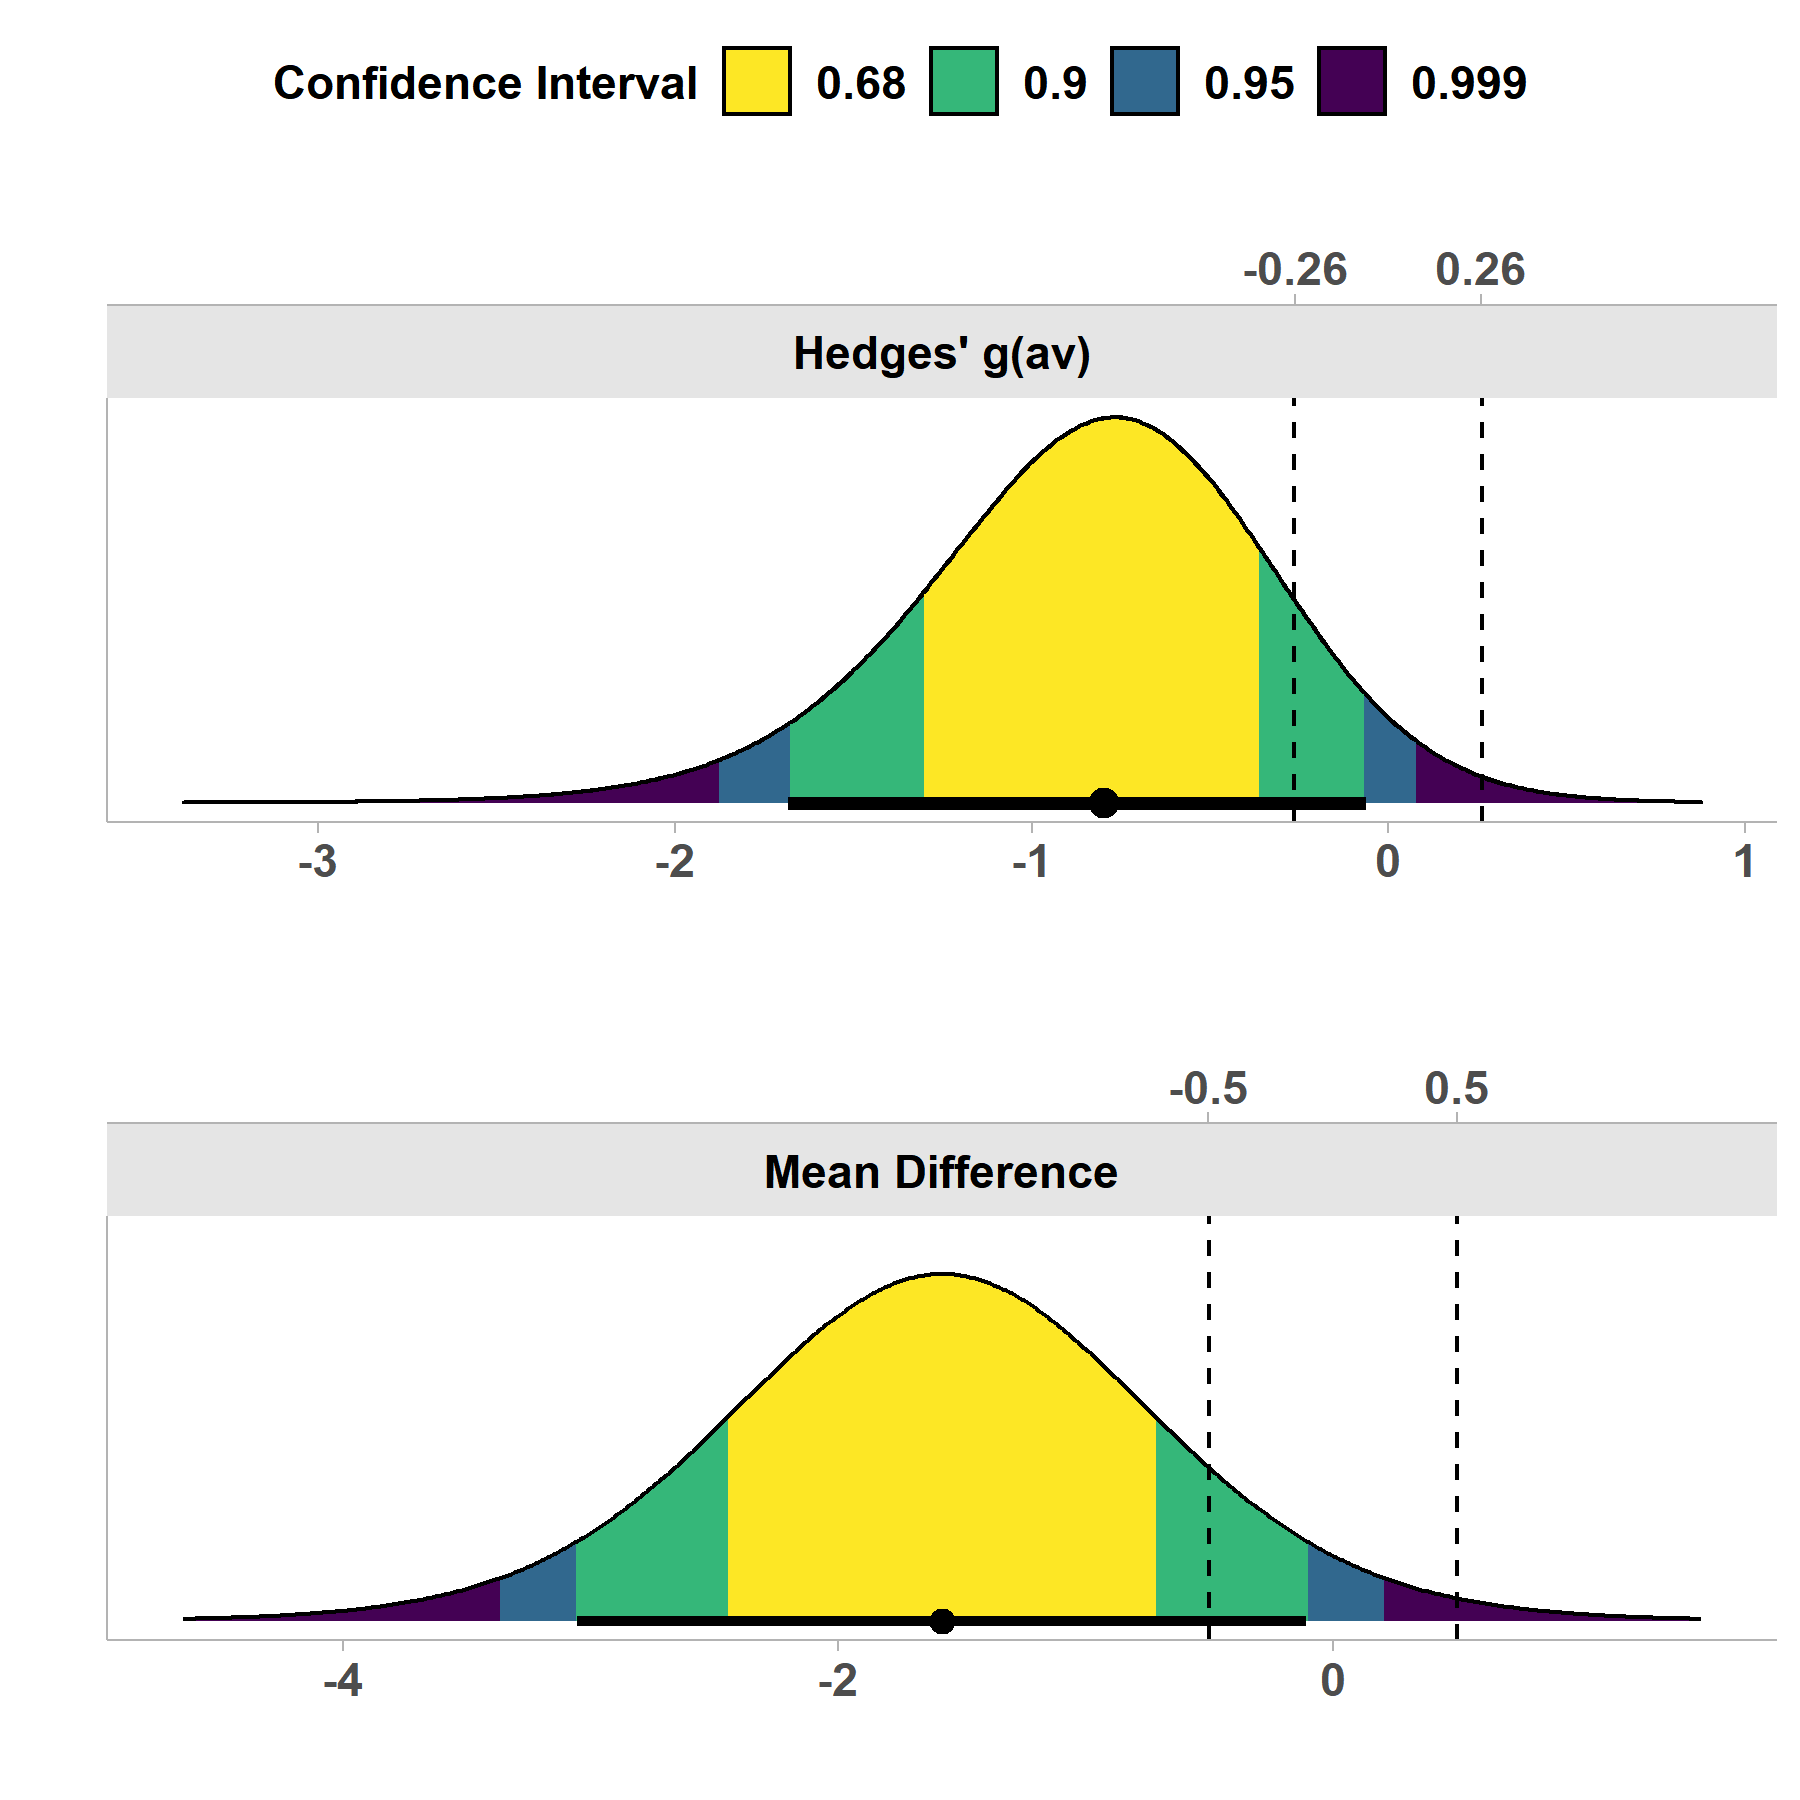 Confidence Interval 0.68 0.9 0.95 0.999
-0.26 0.26
Hedges' g(av)
-3 -2 -1 0 1
-0.5 0.5
Mean Difference
-4 -2 0